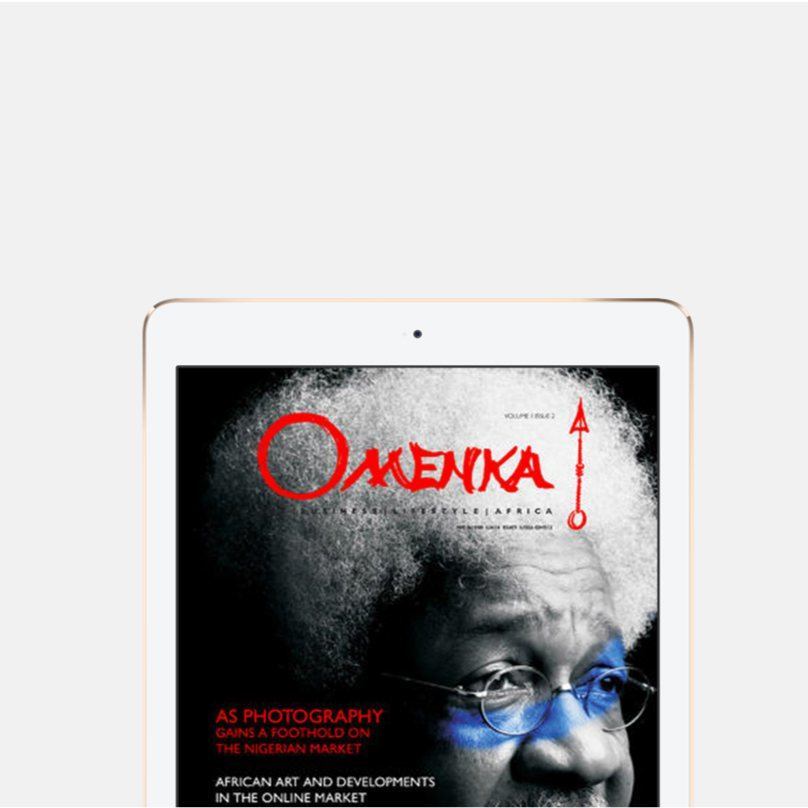 VOLUME 1 ISSUE 2
OMENKA
BUSINESS | LIFESTYLE | AFRICA
AS PHOTOGRAPHY
GAINS A FOOTHOLD ON
THE NIGERIAN MARKET
AFRICAN ART AND DEVELOPMENTS
IN THE ONLINE MARKET